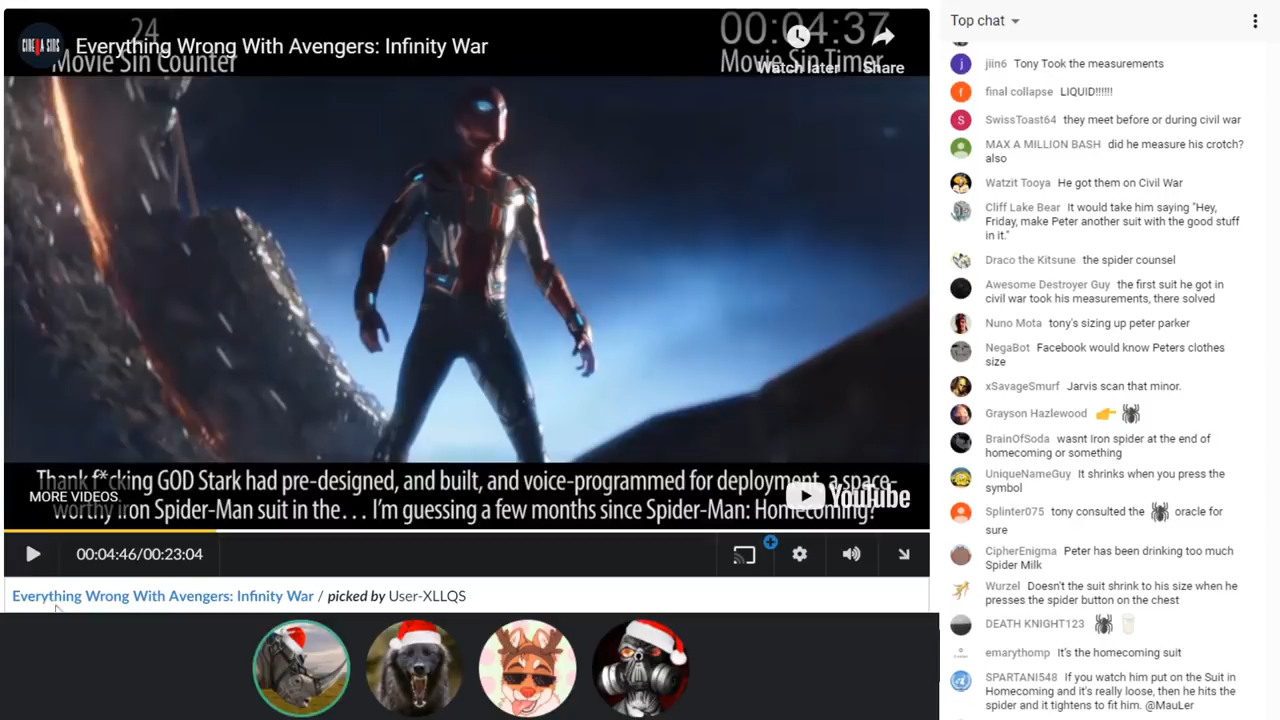 24
00:04:37
CINEMA SINS
Everything Wrong With Avengers: Infinity War
Movie Sin Counter
Movie Sin Timer
Watch later
Share
Thank f*cking GOD Stark had pre-designed, and built, and voice-programmed for deployment, a space-
worthy Iron Spider-Man suit in the... I'm guessing a few months since Spider-Man: Homecoming?
MORE VIDEOS
YouTube
00:04:46/00:23:04
Everything Wrong With Avengers: Infinity War / picked by User-XLLQS
Top chat
jiin6 Tony Took the measurements
final collapse LIQUID!!!!!!
SwissToast64 they meet before or during civil war
MAX A MILLION BASH did he measure his crotch?
also
Watzit Tooya He got them on Civil War
Cliff Lake Bear It would take him saying "Hey,
Friday, make Peter another suit with the good stuff
in it."
Draco the Kitsune the spider counsel
Awesome Destroyer Guy the first suit he got in
civil war took his measurements, there solved
Nuno Mota tony's sizing up peter parker
NegaBot Facebook would know Peters clothes
size
xSavageSmurf Jarvis scan that minor.
Grayson Hazlewood 👉🕷
BrainOfSoda wasnt Iron spider at the end of
homecoming or something
UniqueNameGuy It shrinks when you press the
symbol
Splinter075 tony consulted the 🕷 oracle for
sure
CipherEnigma Peter has been drinking too much
Spider Milk
Wurzel Doesn't the suit shrink to his size when he
presses the spider button on the chest
DEATH KNIGHT123 🕷🥛
emarythomp It's the homecoming suit
SPARTANI548 If you watch him put on the Suit in
Homecoming and it's really loose, then he hits the
spider and it tightens to fit him. @MauLer